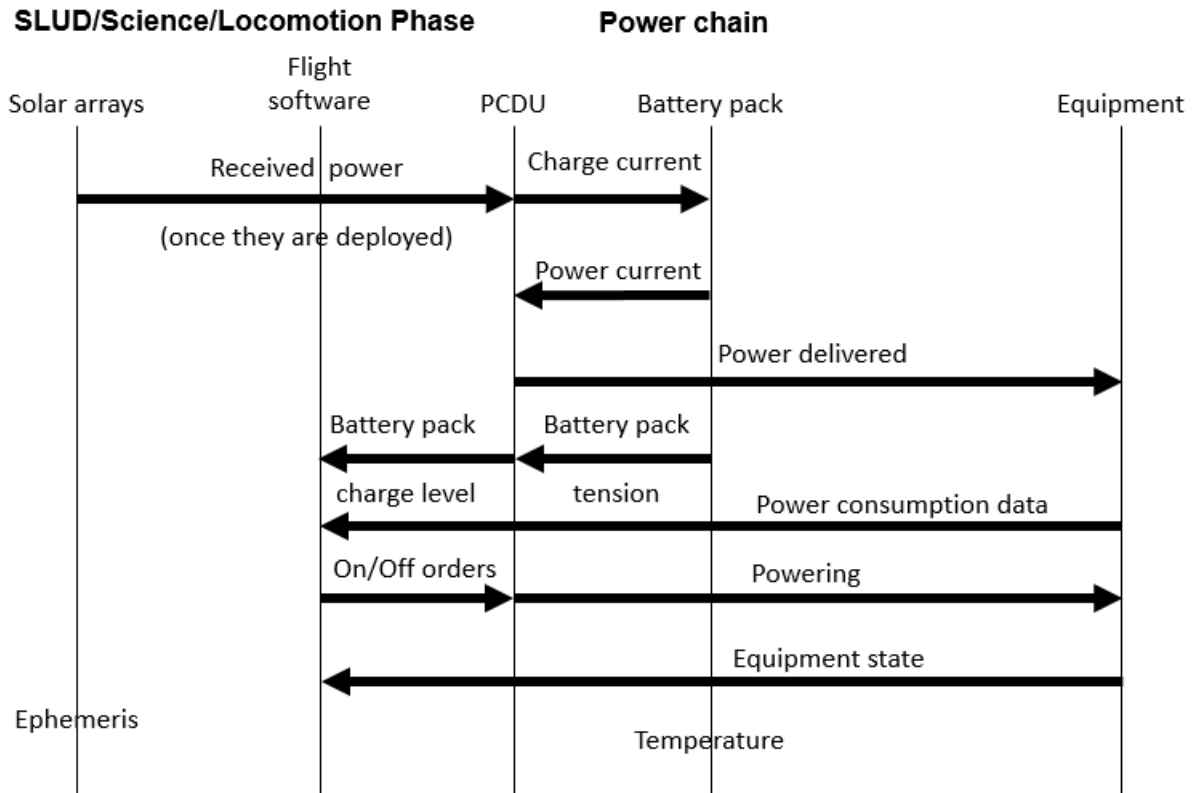 SLUD/Science/Locomotion Phase
Power chain
Flight
software
Solar arrays
PCDU
Battery pack
Equipment
Received power
Charge current
(once they are deployed)
Power current
Power delivered
Battery pack
Battery pack
charge level
tension
Power consumption data
On/Off orders
Powering
Equipment state
Ephemeris
Temperature